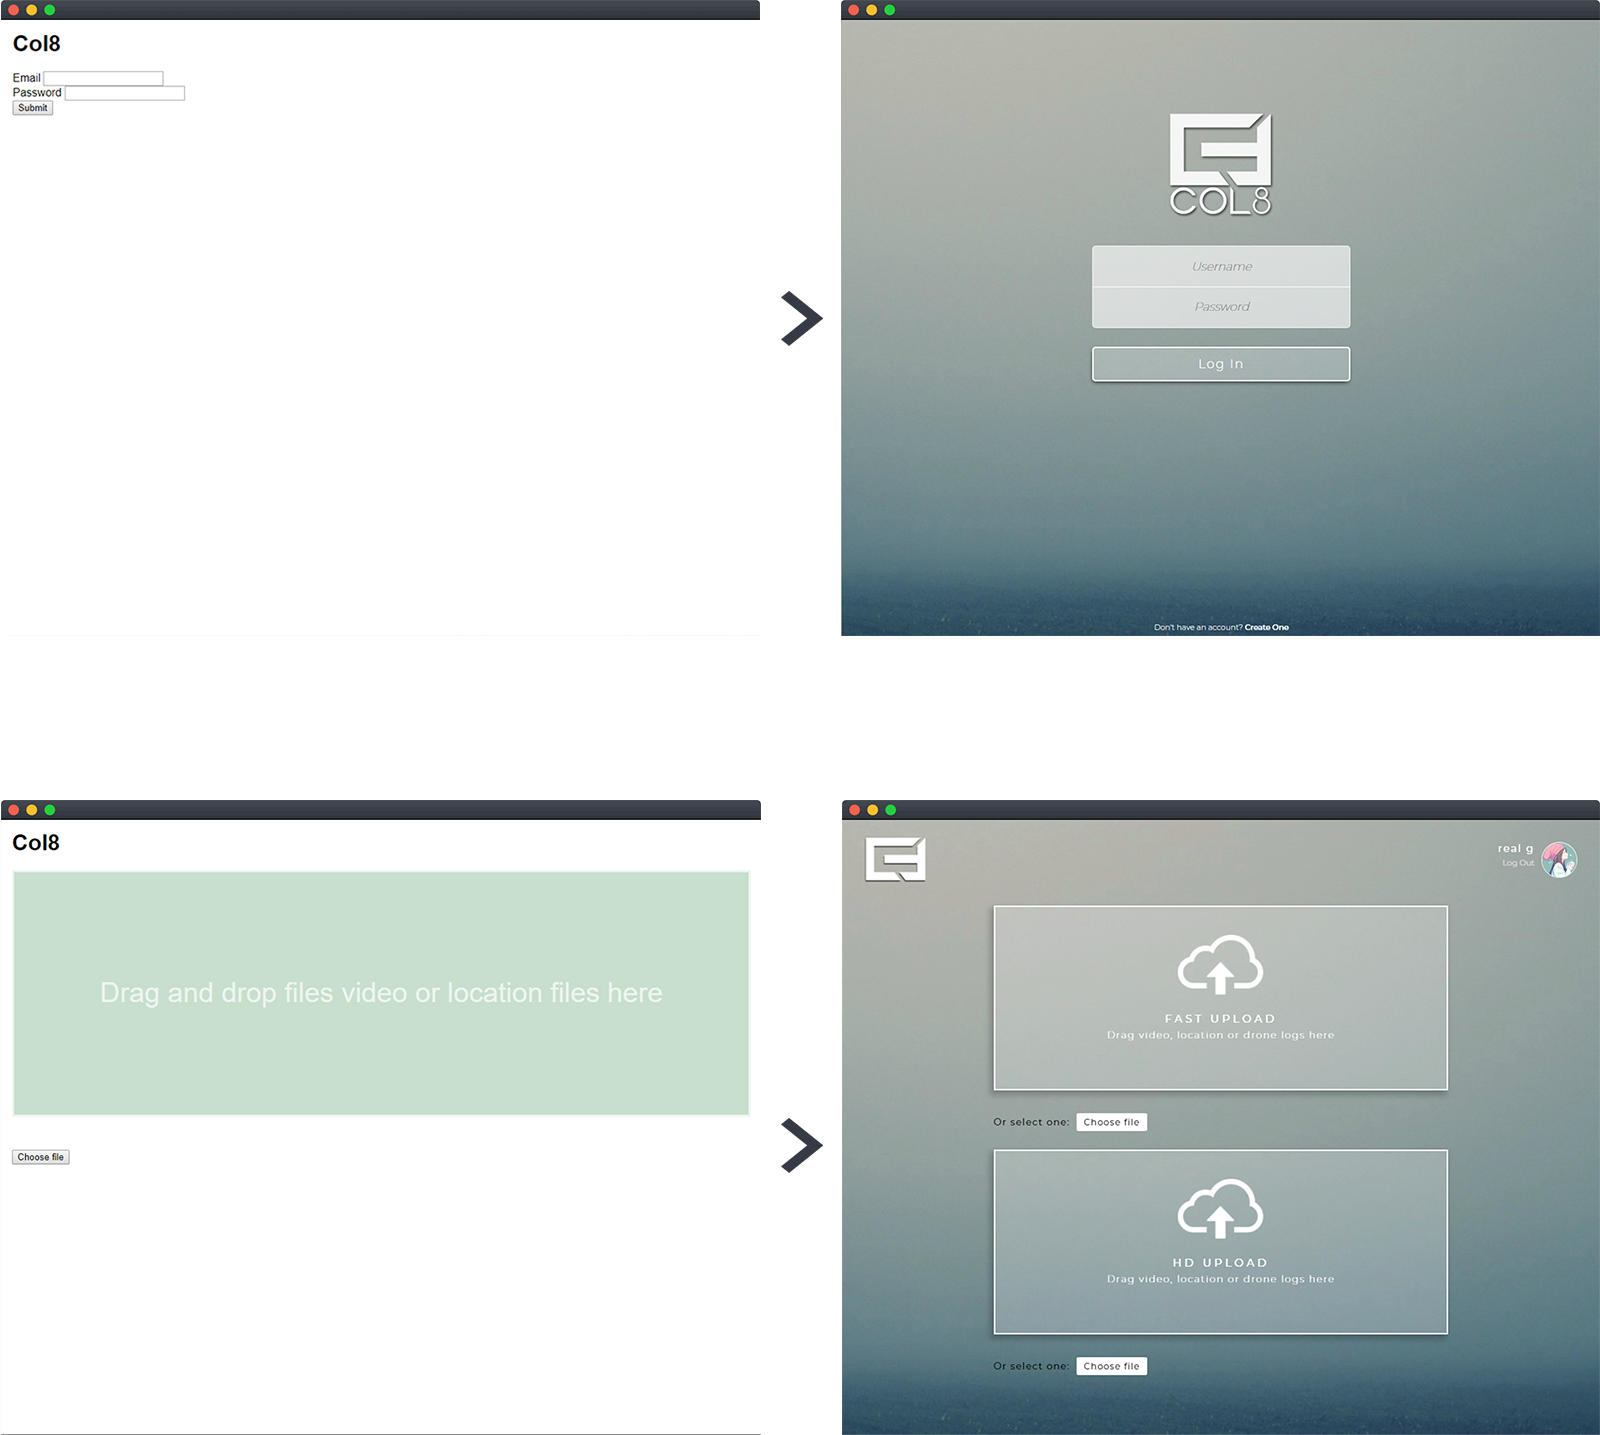 Col8
Email
Password
Submit
COL8
Username
Password
Log In
Don't have an account? Create One
Col8
Drag and drop files video or location files here
Choose file
real g
Log Out
FAST UPLOAD
Drag video, location or drone logs here
Or select one: Choose file
HD UPLOAD
Drag video, location or drone logs here
Or select one: Choose file